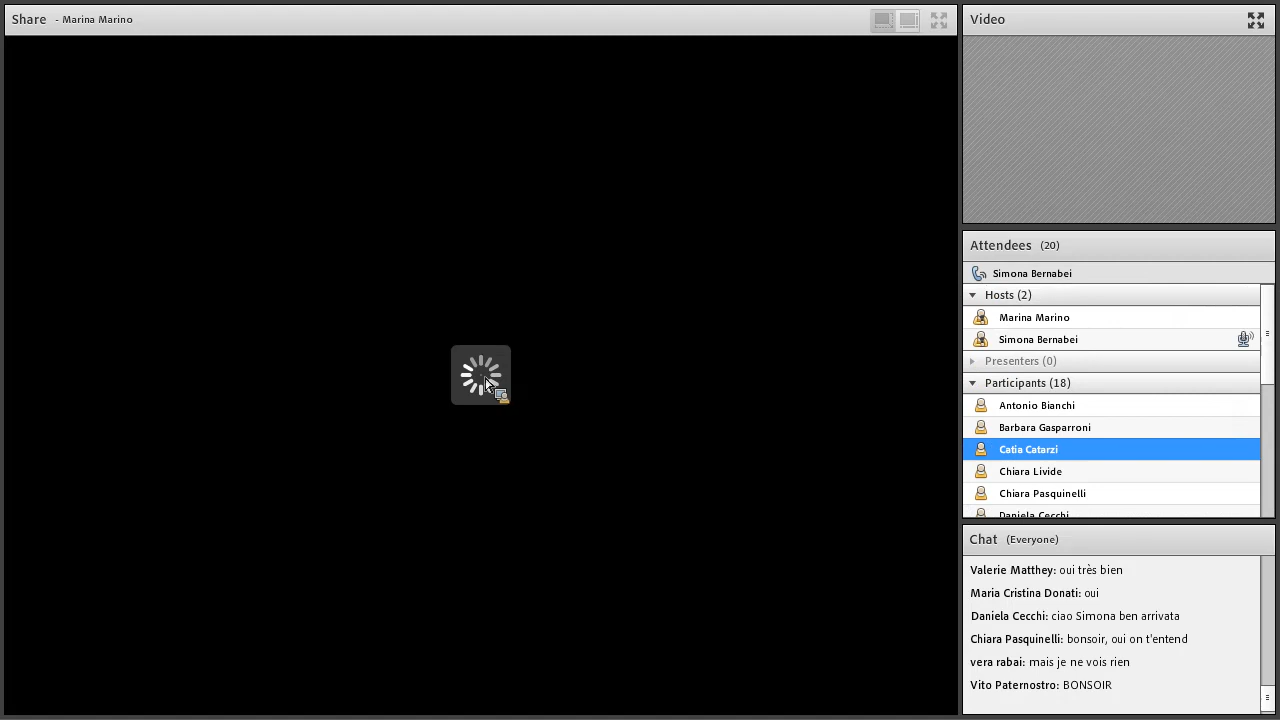 Share - Marina Marino
Video
Attendees (20)
Simona Bernabei
Hosts (2)
Marina Marino
Simona Bernabei
Presenters (0)
Participants (18)
Antonio Bianchi
Barbara Gasparroni
Catia Catarzi
Chiara Livide
Chiara Pasquinelli
Daniela Cecchi
Chat (Everyone)
Valerie Matthey: oui très bien
Maria Cristina Donati: oui
Daniela Cecchi: ciao Simona ben arrivata
Chiara Pasquinelli: bonsoir, oui on t'entend
vera rabai: mais je ne vois rien
Vito Paternostro: BONSOIR